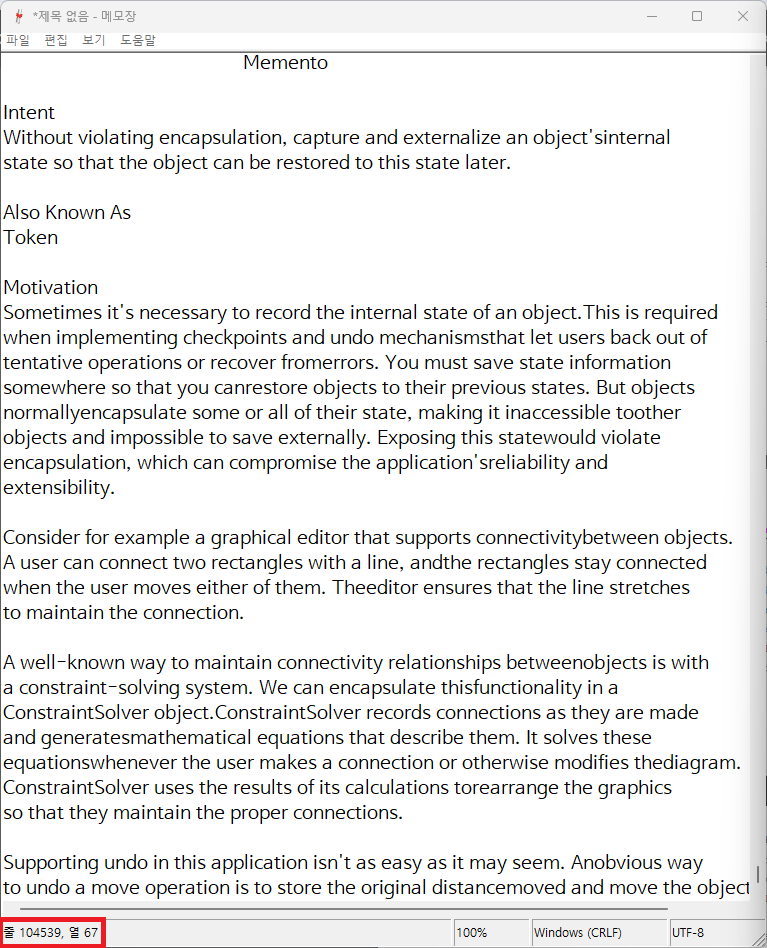 *제목 없음 - 메모장
파일 편집 보기 도움말
Memento
Intent
Without violating encapsulation, capture and externalize an object'sinternal
state so that the object can be restored to this state later.
Also Known As
Token
Motivation
Sometimes it's necessary to record the internal state of an object.This is required
when implementing checkpoints and undo mechanismsthat let users back out of
tentative operations or recover fromerrors. You must save state information
somewhere so that you canrestore objects to their previous states. But objects
normallyencapsulate some or all of their state, making it inaccessible toother
objects and impossible to save externally. Exposing this statewould violate
encapsulation, which can compromise the application'sreliability and
extensibility.
Consider for example a graphical editor that supports connectivitybetween objects.
A user can connect two rectangles with a line, andthe rectangles stay connected
when the user moves either of them. Theeditor ensures that the line stretches
to maintain the connection.
A well-known way to maintain connectivity relationships betweenobjects is with
a constraint-solving system. We can encapsulate thisfunctionality in a
ConstraintSolver object.ConstraintSolver records connections as they are made
and generatesmathematical equations that describe them. It solves these
equationswhenever the user makes a connection or otherwise modifies thediagram.
ConstraintSolver uses the results of its calculations torearrange the graphics
so that they maintain the proper connections.
Supporting undo in this application isn't as easy as it may seem. Anobvious way
to undo a move operation is to store the original distancemoved and move the object
줄 104539, 열 67 100% Windows (CRLF) UTF-8